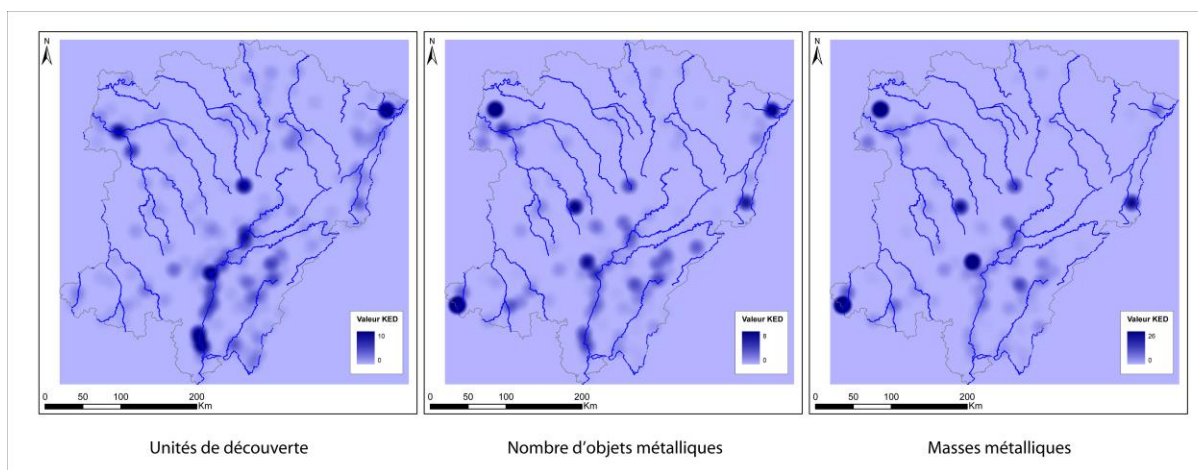 N
Valeur KED
10
0
0 50 100 200
Km
Unités de découverte
N
Valeur KED
8
0
0 50 100 200
Km
Nombre d'objets métalliques
N
Valeur KED
26
0
0 50 100 200
Km
Masses métalliques